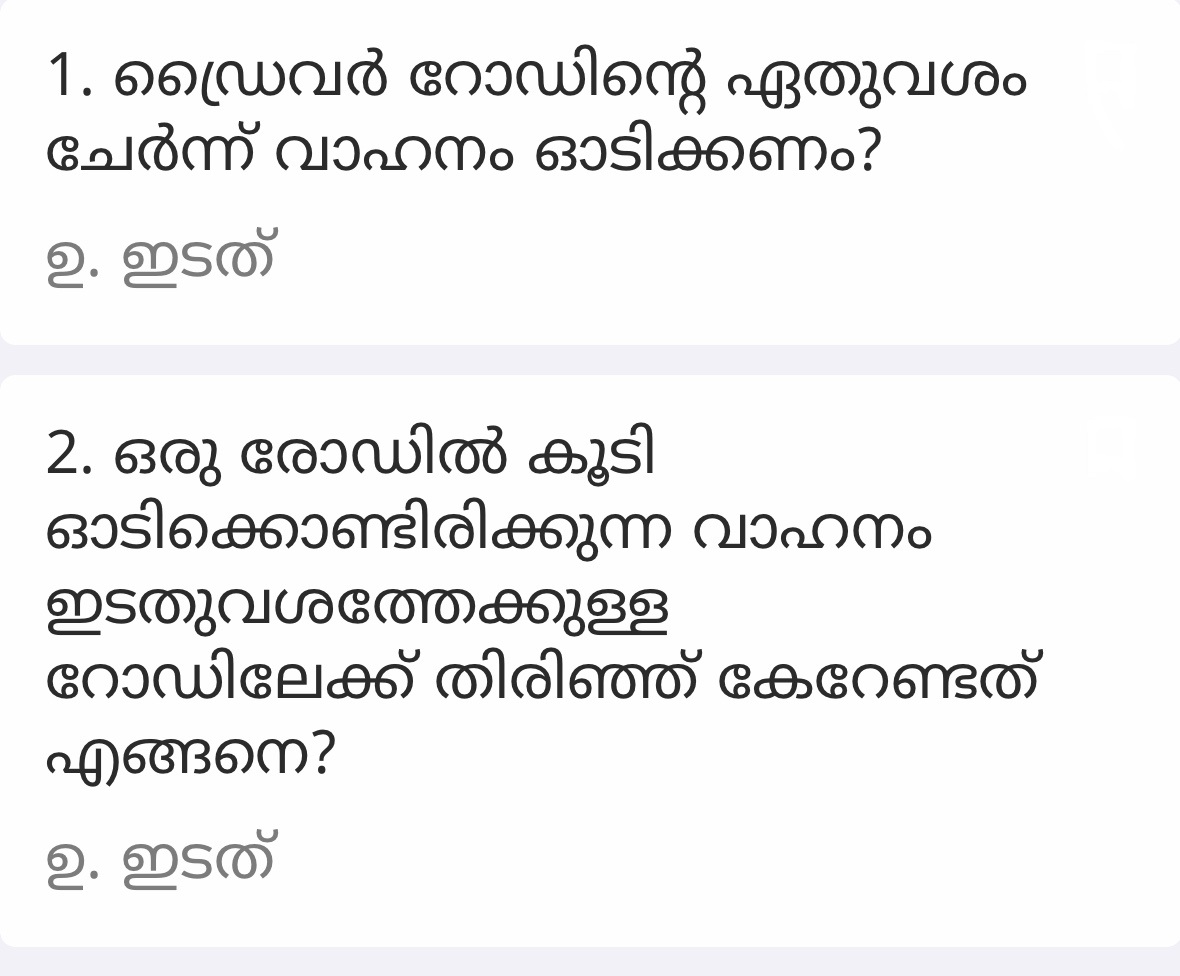 1. ഡ്രൈവർ റോഡിന്റെ ഏതുവശം
ചേർന്ന് വാഹനം ഓടിക്കണം?
ഉ. ഇടത്
2. ഒരു രോഡിൽ കൂടി
ഓടിക്കൊണ്ടിരിക്കുന്ന വാഹനം
ഇടതുവശത്തേക്കുള്ള
റോഡിലേക്ക് തിരിഞ്ഞ് കേറേണ്ടത്
എങ്ങനെ?
ഉ. ഇടത്